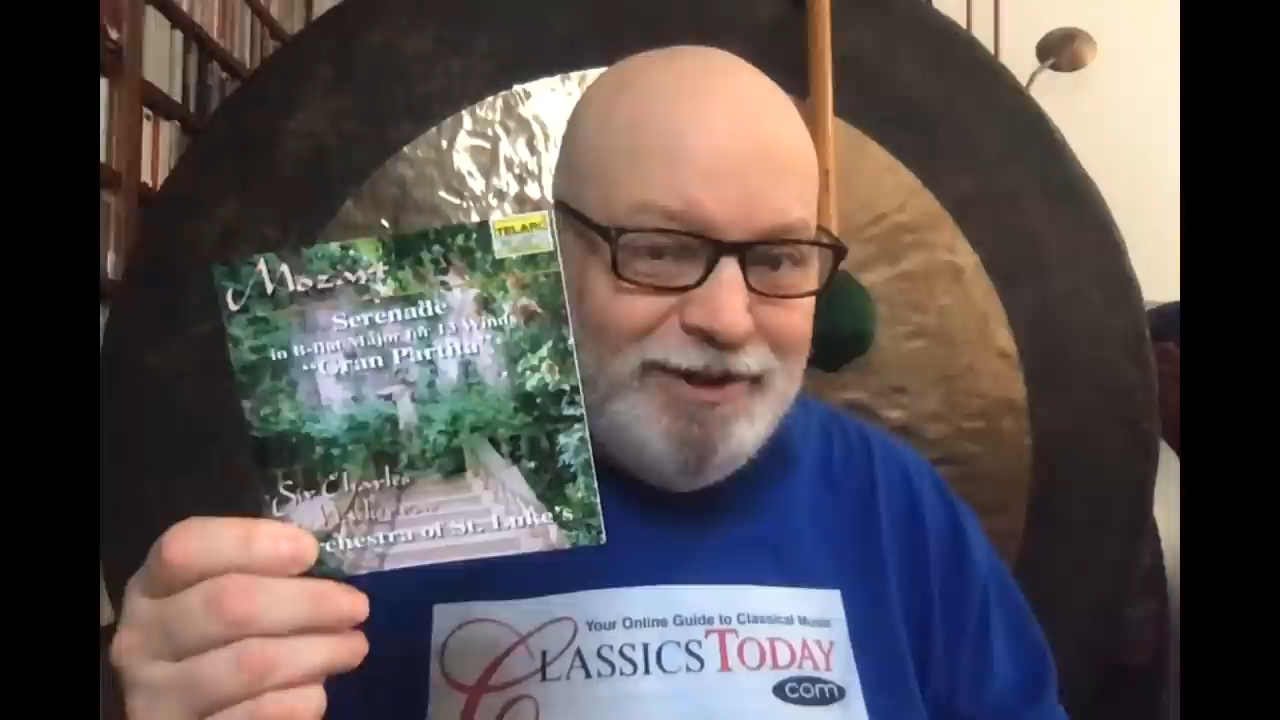 TELARC
Mozart
Serenade
in B-flat Major for 13 Winds
"Gran Partita"
Sir Charles
Orchestra of St. Luke's
Your Online Guide to Classical Music
CLASSICSTODAY
com